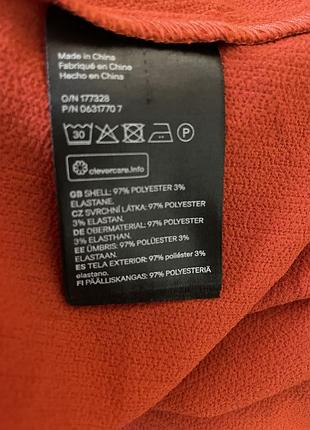 Made in China
Fabriqué en China
Hecho en China
O/N 177328
P/N 0631770 7
30
P
clevercare.info
GB SHELL: 97% POLYESTER 3%
ELASTANE.
CZ SVRCHNÍ LÁTKA: 97% POLYESTER
3% ELASTAN.
DE OBERMATERIAL: 97% POLYESTER
3% ELASTHAN.
EE ÜMBRIS: 97% POLÜESTER 3%
ELASTAAN.
ES TELA EXTERIOR: 97% poliéster 3%
elastano.
FI PÄÄLLISKANGAS: 97% POLYESTERIÄ